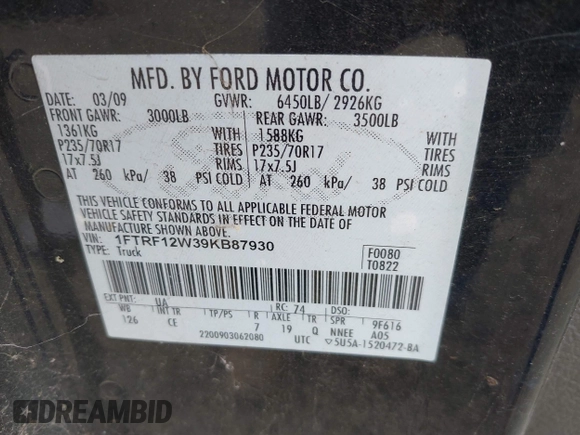 MFD. BY FORD MOTOR CO.
DATE: 03/09 GVWR: 6450LB/ 2926KG
FRONT GAWR: 3000LB REAR GAWR: 3500LB
1361KG WITH 1588KG WITH
P235/70R17 TIRES P235/70R17 TIRES
17x7.5J RIMS 17x7.5J RIMS
AT 260 kPa/ 38 PSI COLD AT 260 kPa/ 38 PSI COLD
THIS VEHICLE CONFORMS TO ALL APPLICABLE FEDERAL MOTOR
VEHICLE SAFETY STANDARDS IN EFFECT ON THE DATE OF
MANUFACTURE SHOWN ABOVE.
VIN: 1FTRF12W39KB87930
TYPE: Truck
F0080
T0822
EXT PNT: UA RC: 74 DSO:
WB INT TR TP/PS R AXLE TR SPR 9F616
126 CE 7 19 Q NNEE A05
2200903062080 UTC ▽5U5A-1520472-BA
DREAMBID